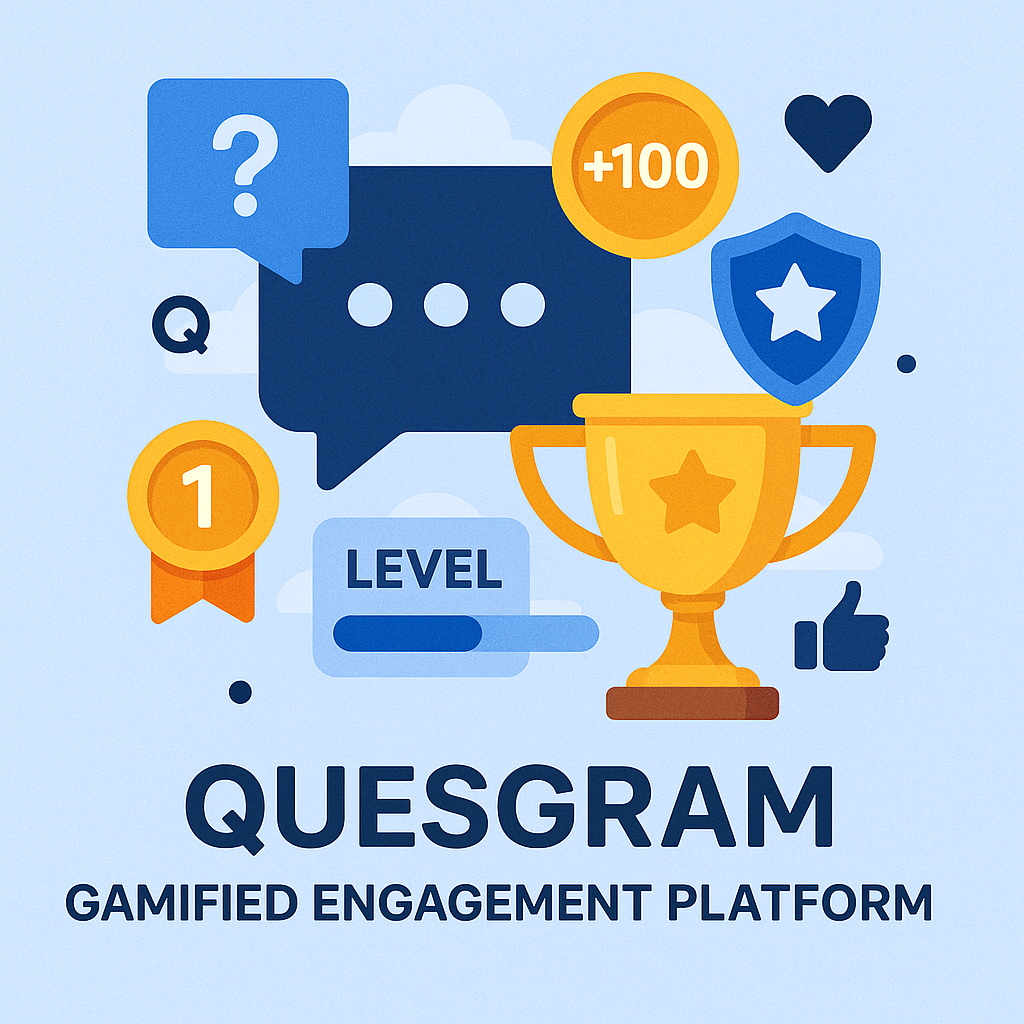 ?
+100
Q
1
LEVEL
QUESGRAM
GAMIFIED ENGAGEMENT PLATFORM